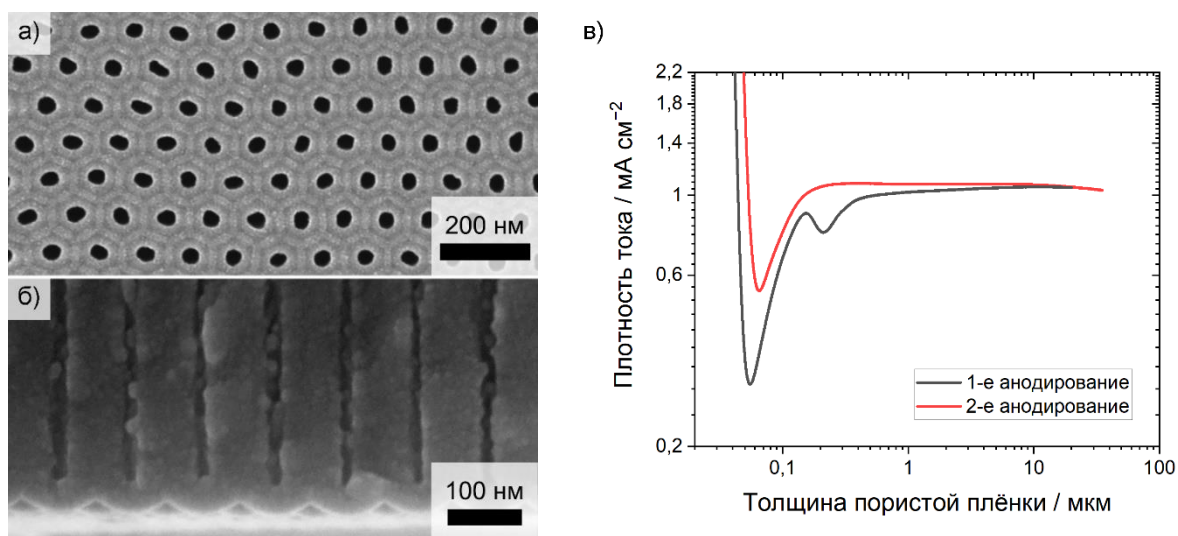 а)
200 нм
б)
100 нм
в)
Плотность тока / мА см⁻²
2,2
1,8
1,4
1
0,6
0,2
0,1
1
10
100
Толщина пористой плёнки / мкм
1-е анодирование
2-е анодирование